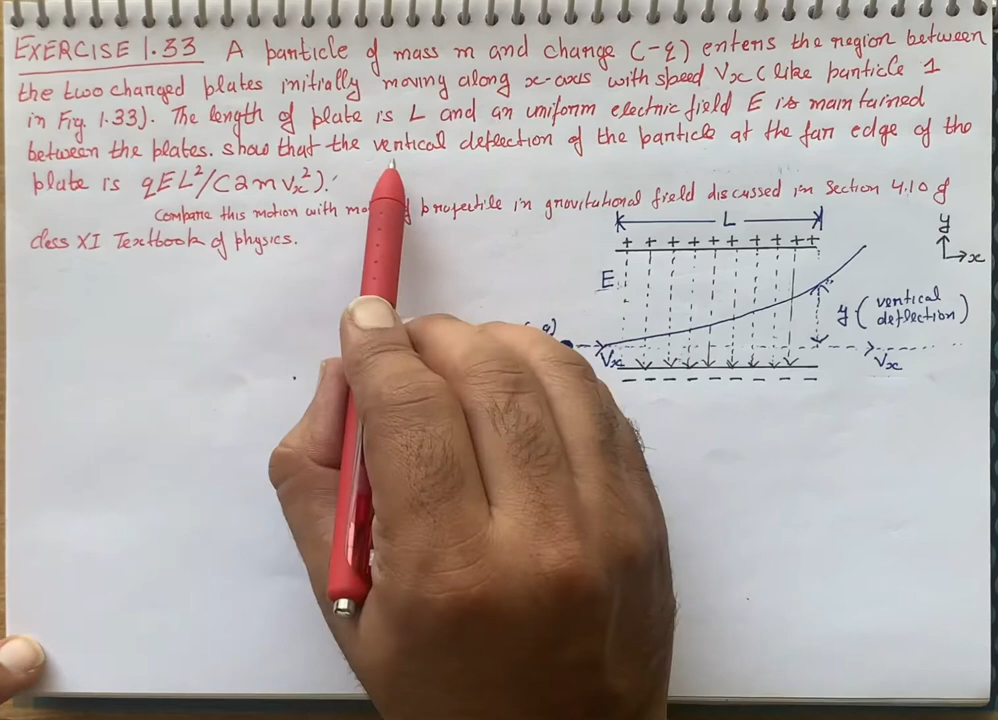 EXERCISE 1.33 A particle of mass m and charge (-q) enters the region between
the two charged plates initially moving along x-axis with speed Vx (like particle 1
in Fig 1.33). The length of plate is L and an uniform electric field E is maintained
between the plates. show that the vertical deflection of the particle at the far edge of the
plate is qEL²/(2mVx²).
Compare this motion with projectile in gravitational field discussed in Section 4.10 of
class XI Textbook of physics.
L
y
x
+ + + + + + + + +
E
y (vertical
deflection)
Vx
Vx
- - - - - - - - -